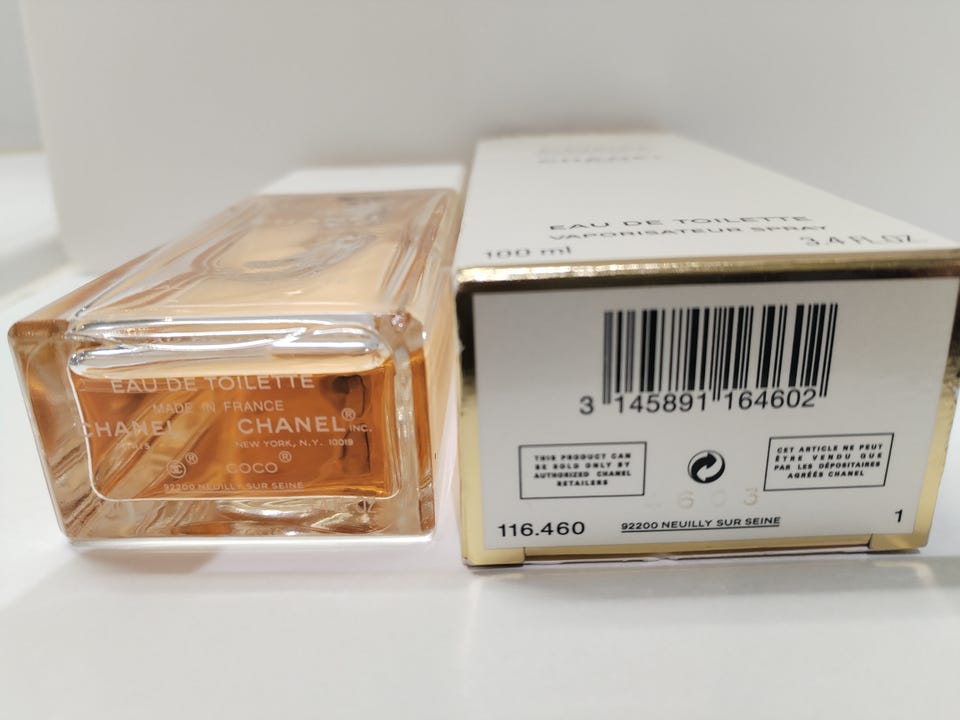 EAU DE TOILETTE
MADE IN FRANCE
CHANEL CHANEL® INC.
PARIS NEW YORK, N.Y. 10019
® COCO®
92200 NEUILLY SUR SEINE
CHANEL
EAU DE TOILETTE
VAPORISATEUR SPRAY
100 ml 3.4 FL.OZ.
3 145891 164602
THIS PRODUCT CAN
BE SOLD ONLY BY
AUTHORIZED CHANEL
RETAILERS
CET ARTICLE NE PEUT
ÊTRE VENDU QUE
PAR LES DÉPOSITAIRES
AGRÉÉS CHANEL
116.460
92200 NEUILLY SUR SEINE
1